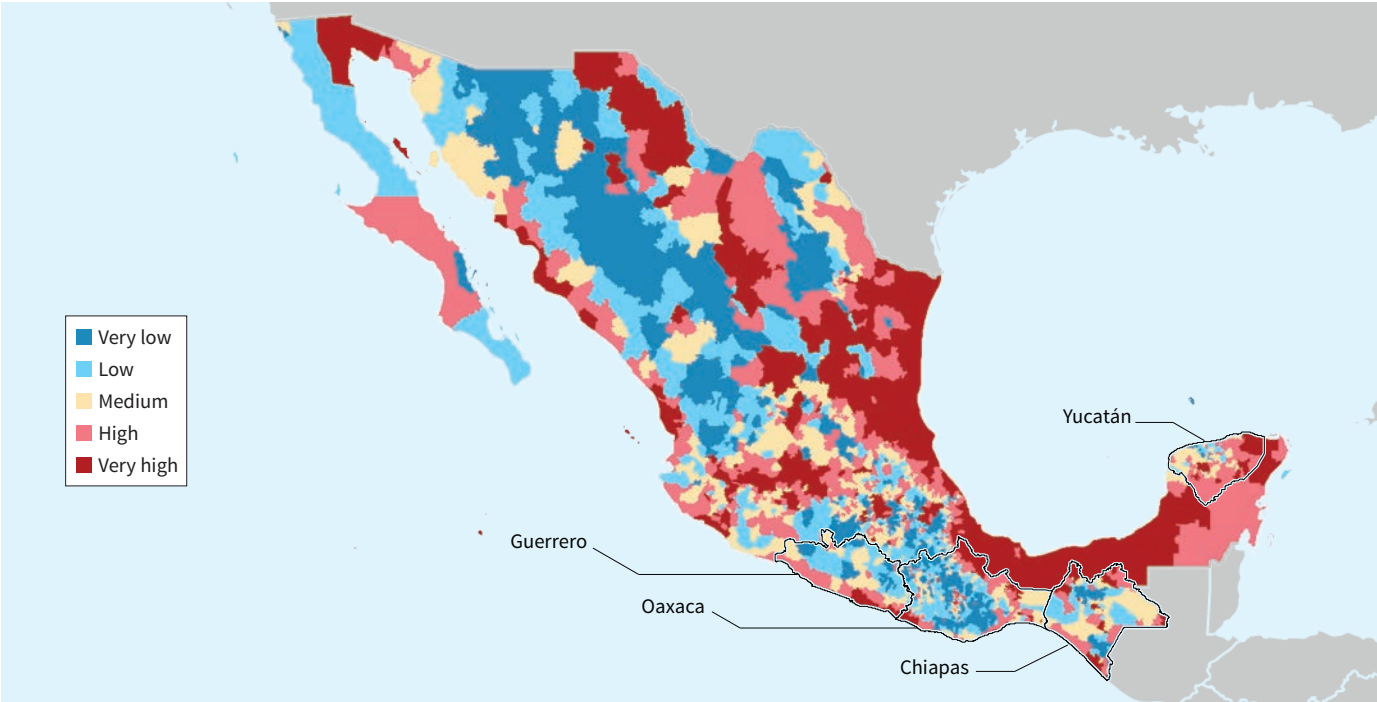 Very low
Low
Medium
High
Very high
Yucatán
Guerrero
Oaxaca
Chiapas